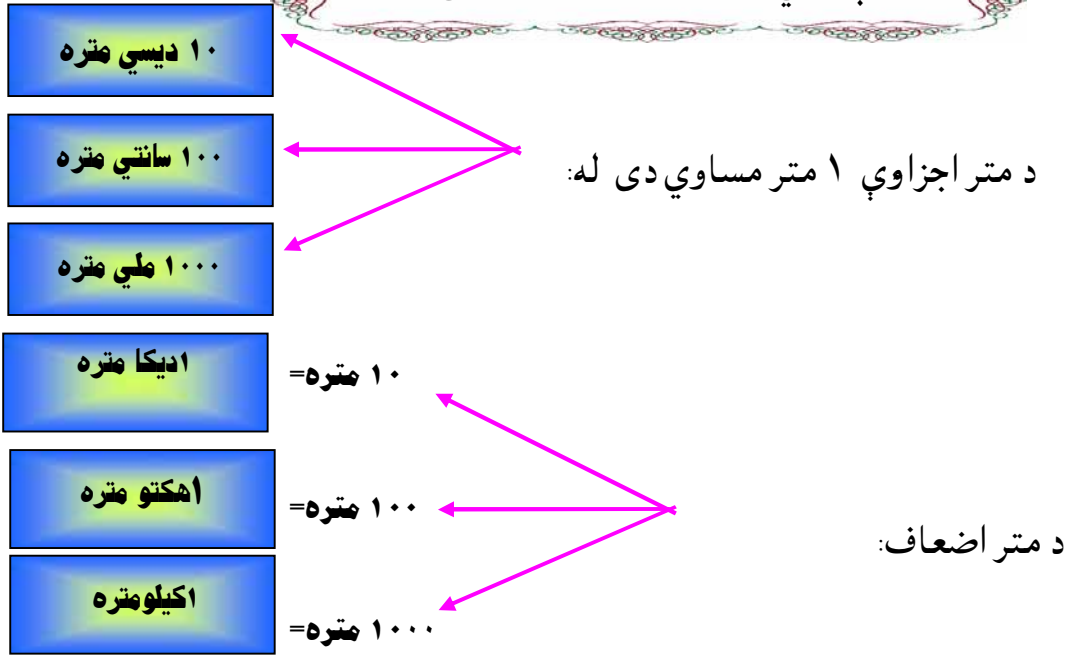 د متر اجزاوې ۱ متر مساوي دی له:
۱۰ ديسي متره
۱۰۰ سانتي متره
۱۰۰۰ ملي متره
د متر اضعاف:
۱۰ متره=
۱ديکا متره
۱۰۰ متره=
۱هکتو متره
۱۰۰۰ متره=
۱کيلومتره